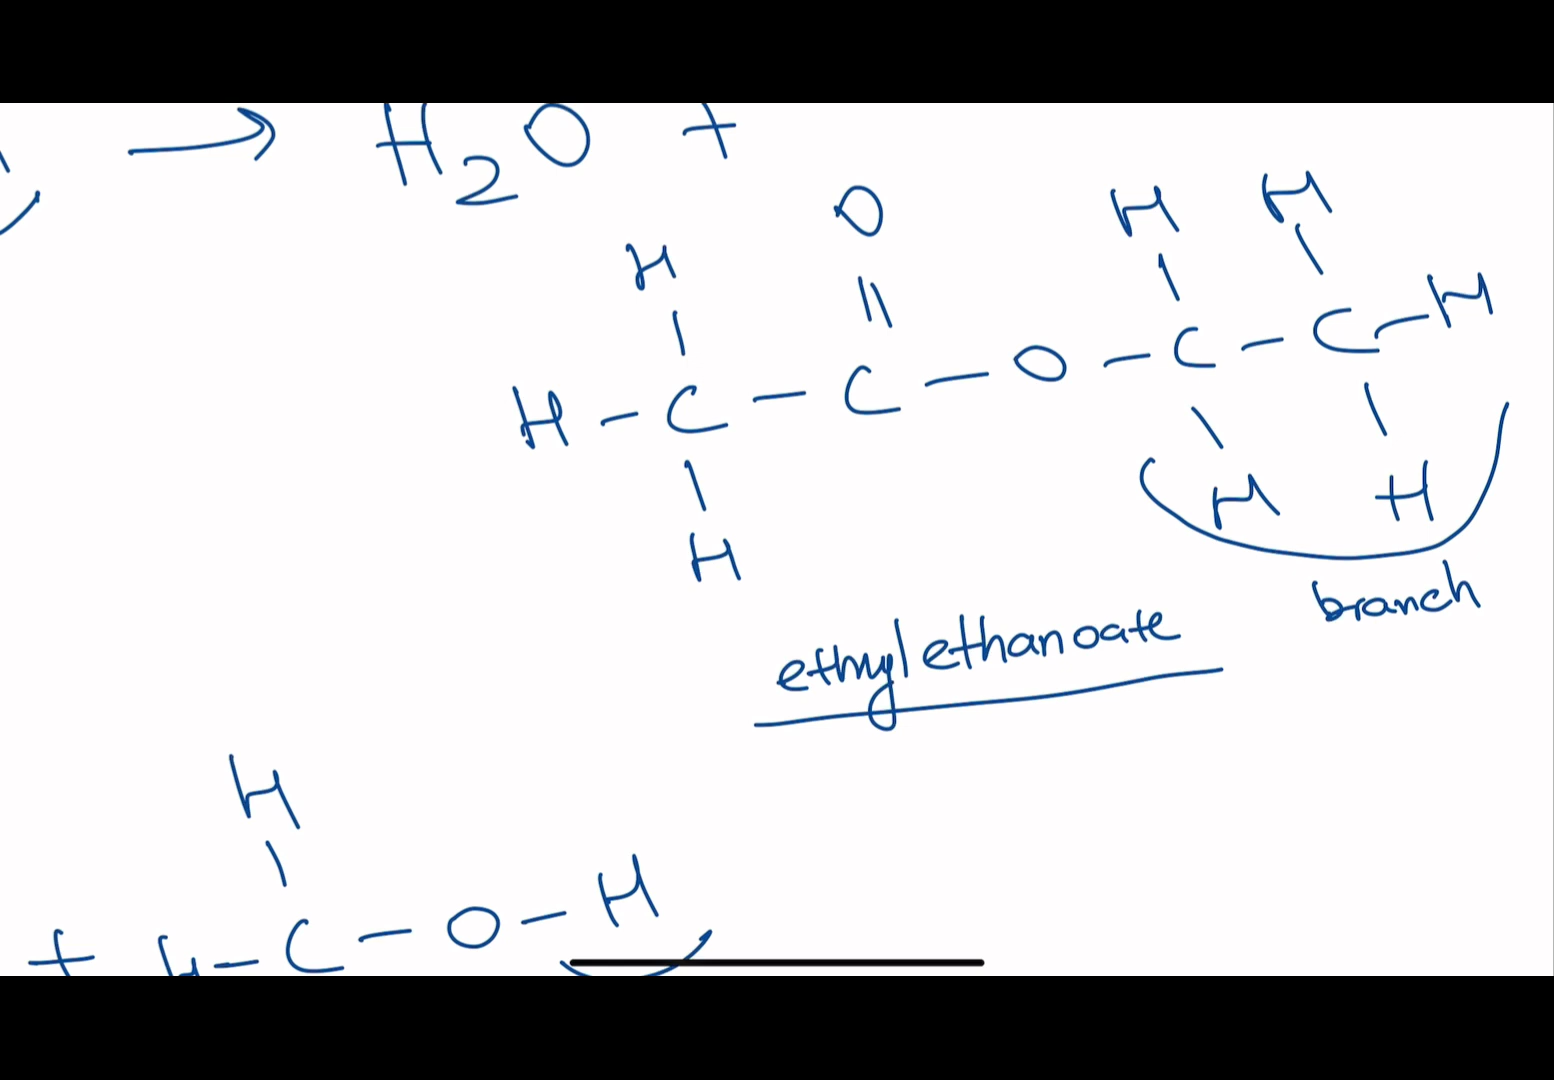 → H₂O +
O
H H
H
||
H - C - C - O - C - C - H
H H
H
branch
ethyl ethanoate
H
+ H - C - O - H